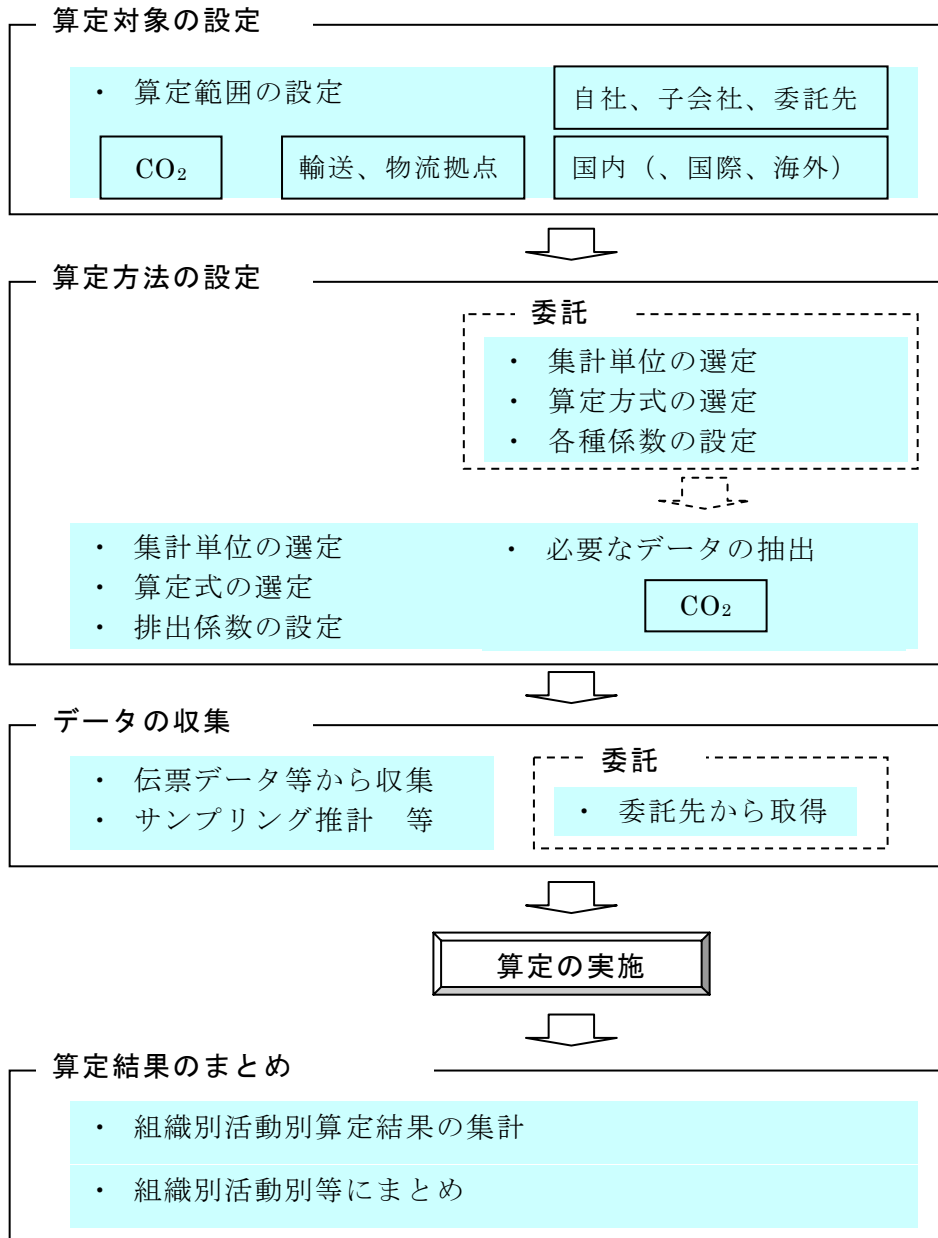 算定対象の設定
・ 算定範囲の設定
自社、子会社、委託先
CO₂
輸送、物流拠点
国内（、国際、海外）
算定方法の設定
委託
・ 集計単位の選定
・ 算定方式の選定
・ 各種係数の設定
・ 集計単位の選定
・ 算定式の選定
・ 排出係数の設定
・ 必要なデータの抽出
CO₂
データの収集
・ 伝票データ等から収集
・ サンプリング推計　等
委託
・ 委託先から取得
算定の実施
算定結果のまとめ
・ 組織別活動別算定結果の集計
・ 組織別活動別等にまとめ